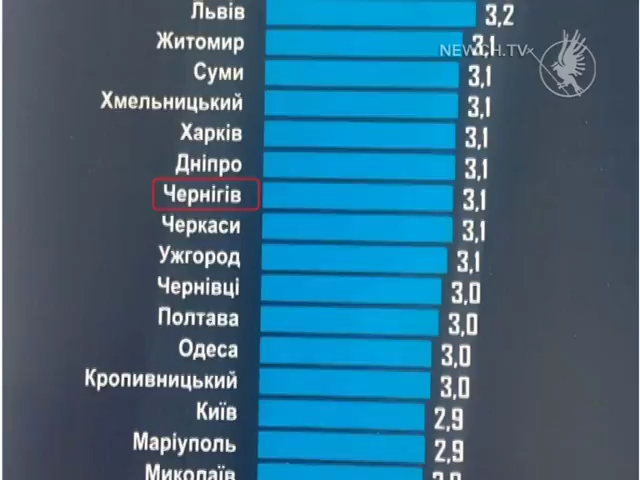 Львів 3,2
Житомир 3,1
NEWCH.TV
Суми 3,1
Хмельницький 3,1
Харків 3,1
Дніпро 3,1
Чернігів 3,1
Черкаси 3,1
Ужгород 3,1
Чернівці 3,0
Полтава 3,0
Одеса 3,0
Кропивницький 3,0
Київ 2,9
Маріуполь 2,9
Миколаїв